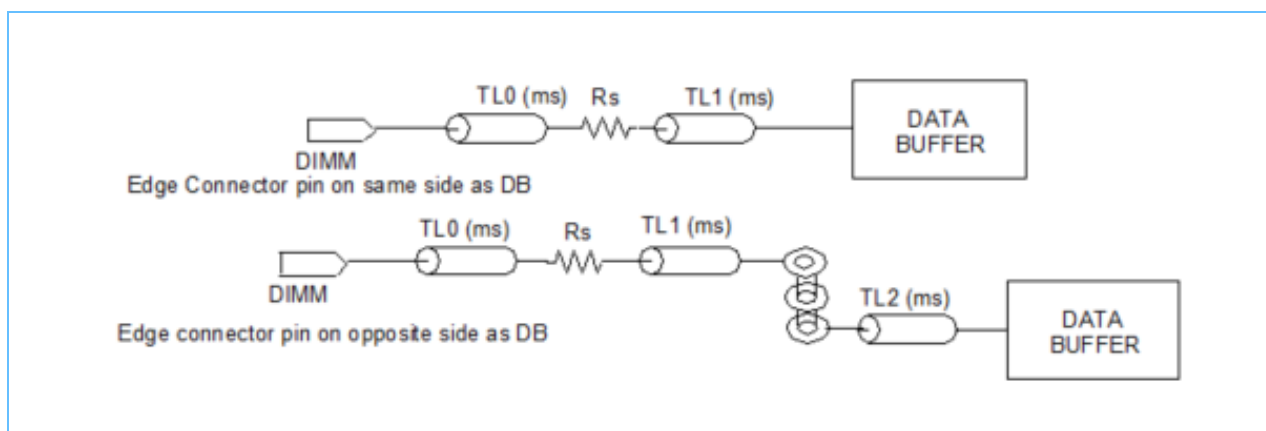 TL0 (ms)
Rs
TL1 (ms)
DATA
BUFFER
DIMM
Edge Connector pin on same side as DB
TL0 (ms)
Rs
TL1 (ms)
DIMM
TL2 (ms)
DATA
BUFFER
Edge connector pin on opposite side as DB